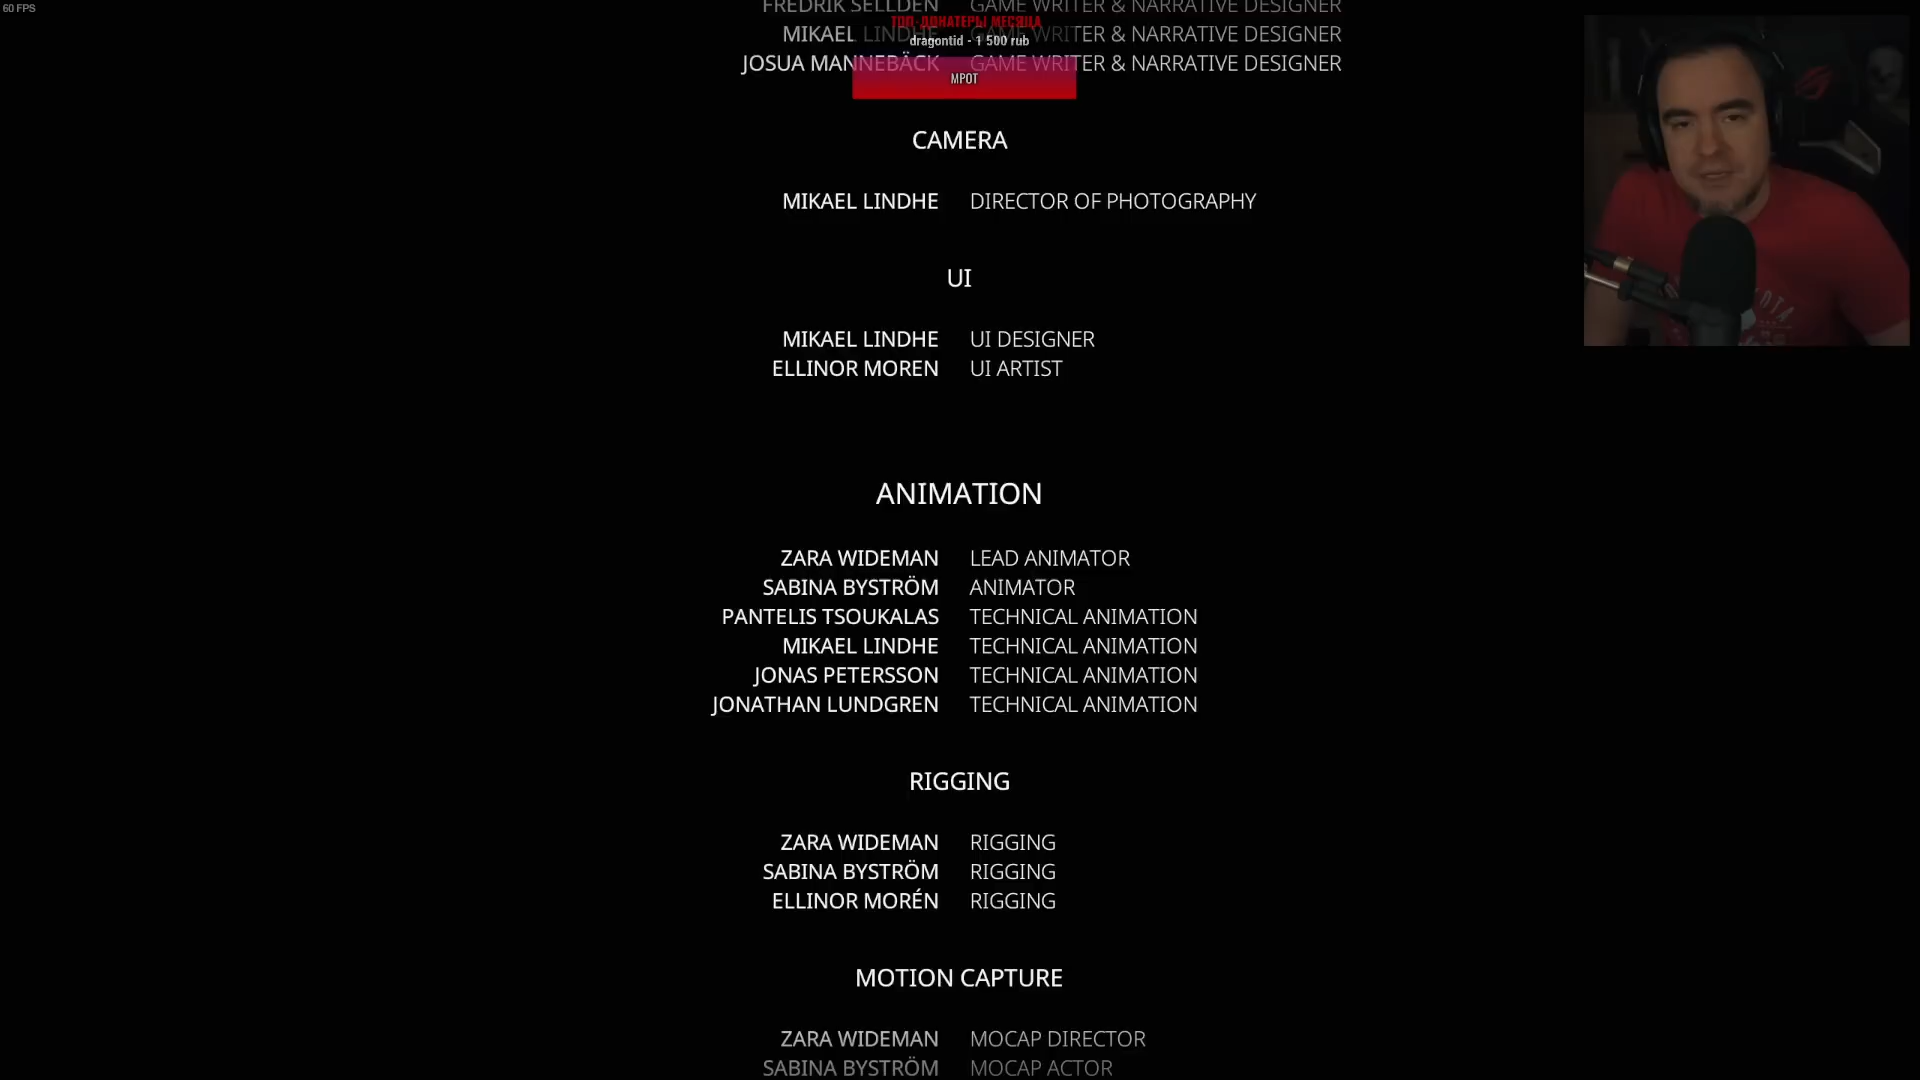 60 FPS
FREDRIK SELLDEN GAME WRITER & NARRATIVE DESIGNER
ТОП-ДОНАТЕРЫ МЕСЯЦА
MIKAEL LINDHE GAME WRITER & NARRATIVE DESIGNER
dragontid - 1 500 rub
JOSUA MANNEBÄCK GAME WRITER & NARRATIVE DESIGNER
МРОТ
CAMERA
MIKAEL LINDHE DIRECTOR OF PHOTOGRAPHY
UI
MIKAEL LINDHE UI DESIGNER
ELLINOR MOREN UI ARTIST
ANIMATION
ZARA WIDEMAN LEAD ANIMATOR
SABINA BYSTRÖM ANIMATOR
PANTELIS TSOUKALAS TECHNICAL ANIMATION
MIKAEL LINDHE TECHNICAL ANIMATION
JONAS PETERSSON TECHNICAL ANIMATION
JONATHAN LUNDGREN TECHNICAL ANIMATION
RIGGING
ZARA WIDEMAN RIGGING
SABINA BYSTRÖM RIGGING
ELLINOR MORÉN RIGGING
MOTION CAPTURE
ZARA WIDEMAN MOCAP DIRECTOR
SABINA BYSTRÖM MOCAP ACTOR